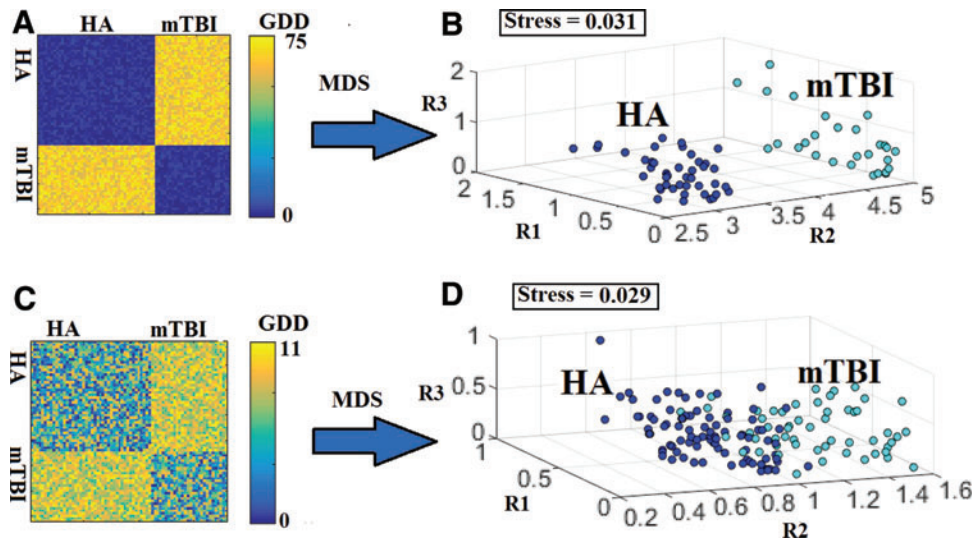 A
HA
mTBI
GDD
75
0
HA
mTBI
MDS
B
Stress = 0.031
R3
2
1
0
2
1.5
1
0.5
0
R1
2.5
3
3.5
4
4.5
5
R2
HA
mTBI
C
HA
mTBI
GDD
11
0
HA
mTBI
MDS
D
Stress = 0.029
R3
1
0.5
0
1
0.5
0
R1
0.2
0.4
0.6
0.8
1
1.2
1.4
1.6
R2
HA
mTBI